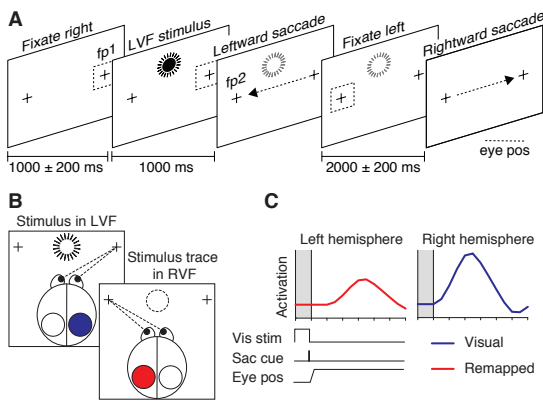 A
Fixate right
LVF stimulus
Leftward saccade
Fixate left
Rightward saccade
fp1
fp2
1000 ± 200 ms
1000 ms
2000 ± 200 ms
eye pos
B
Stimulus in LVF
Stimulus trace
in RVF
C
Left hemisphere
Right hemisphere
Activation
Vis stim
Sac cue
Eye pos
Visual
Remapped